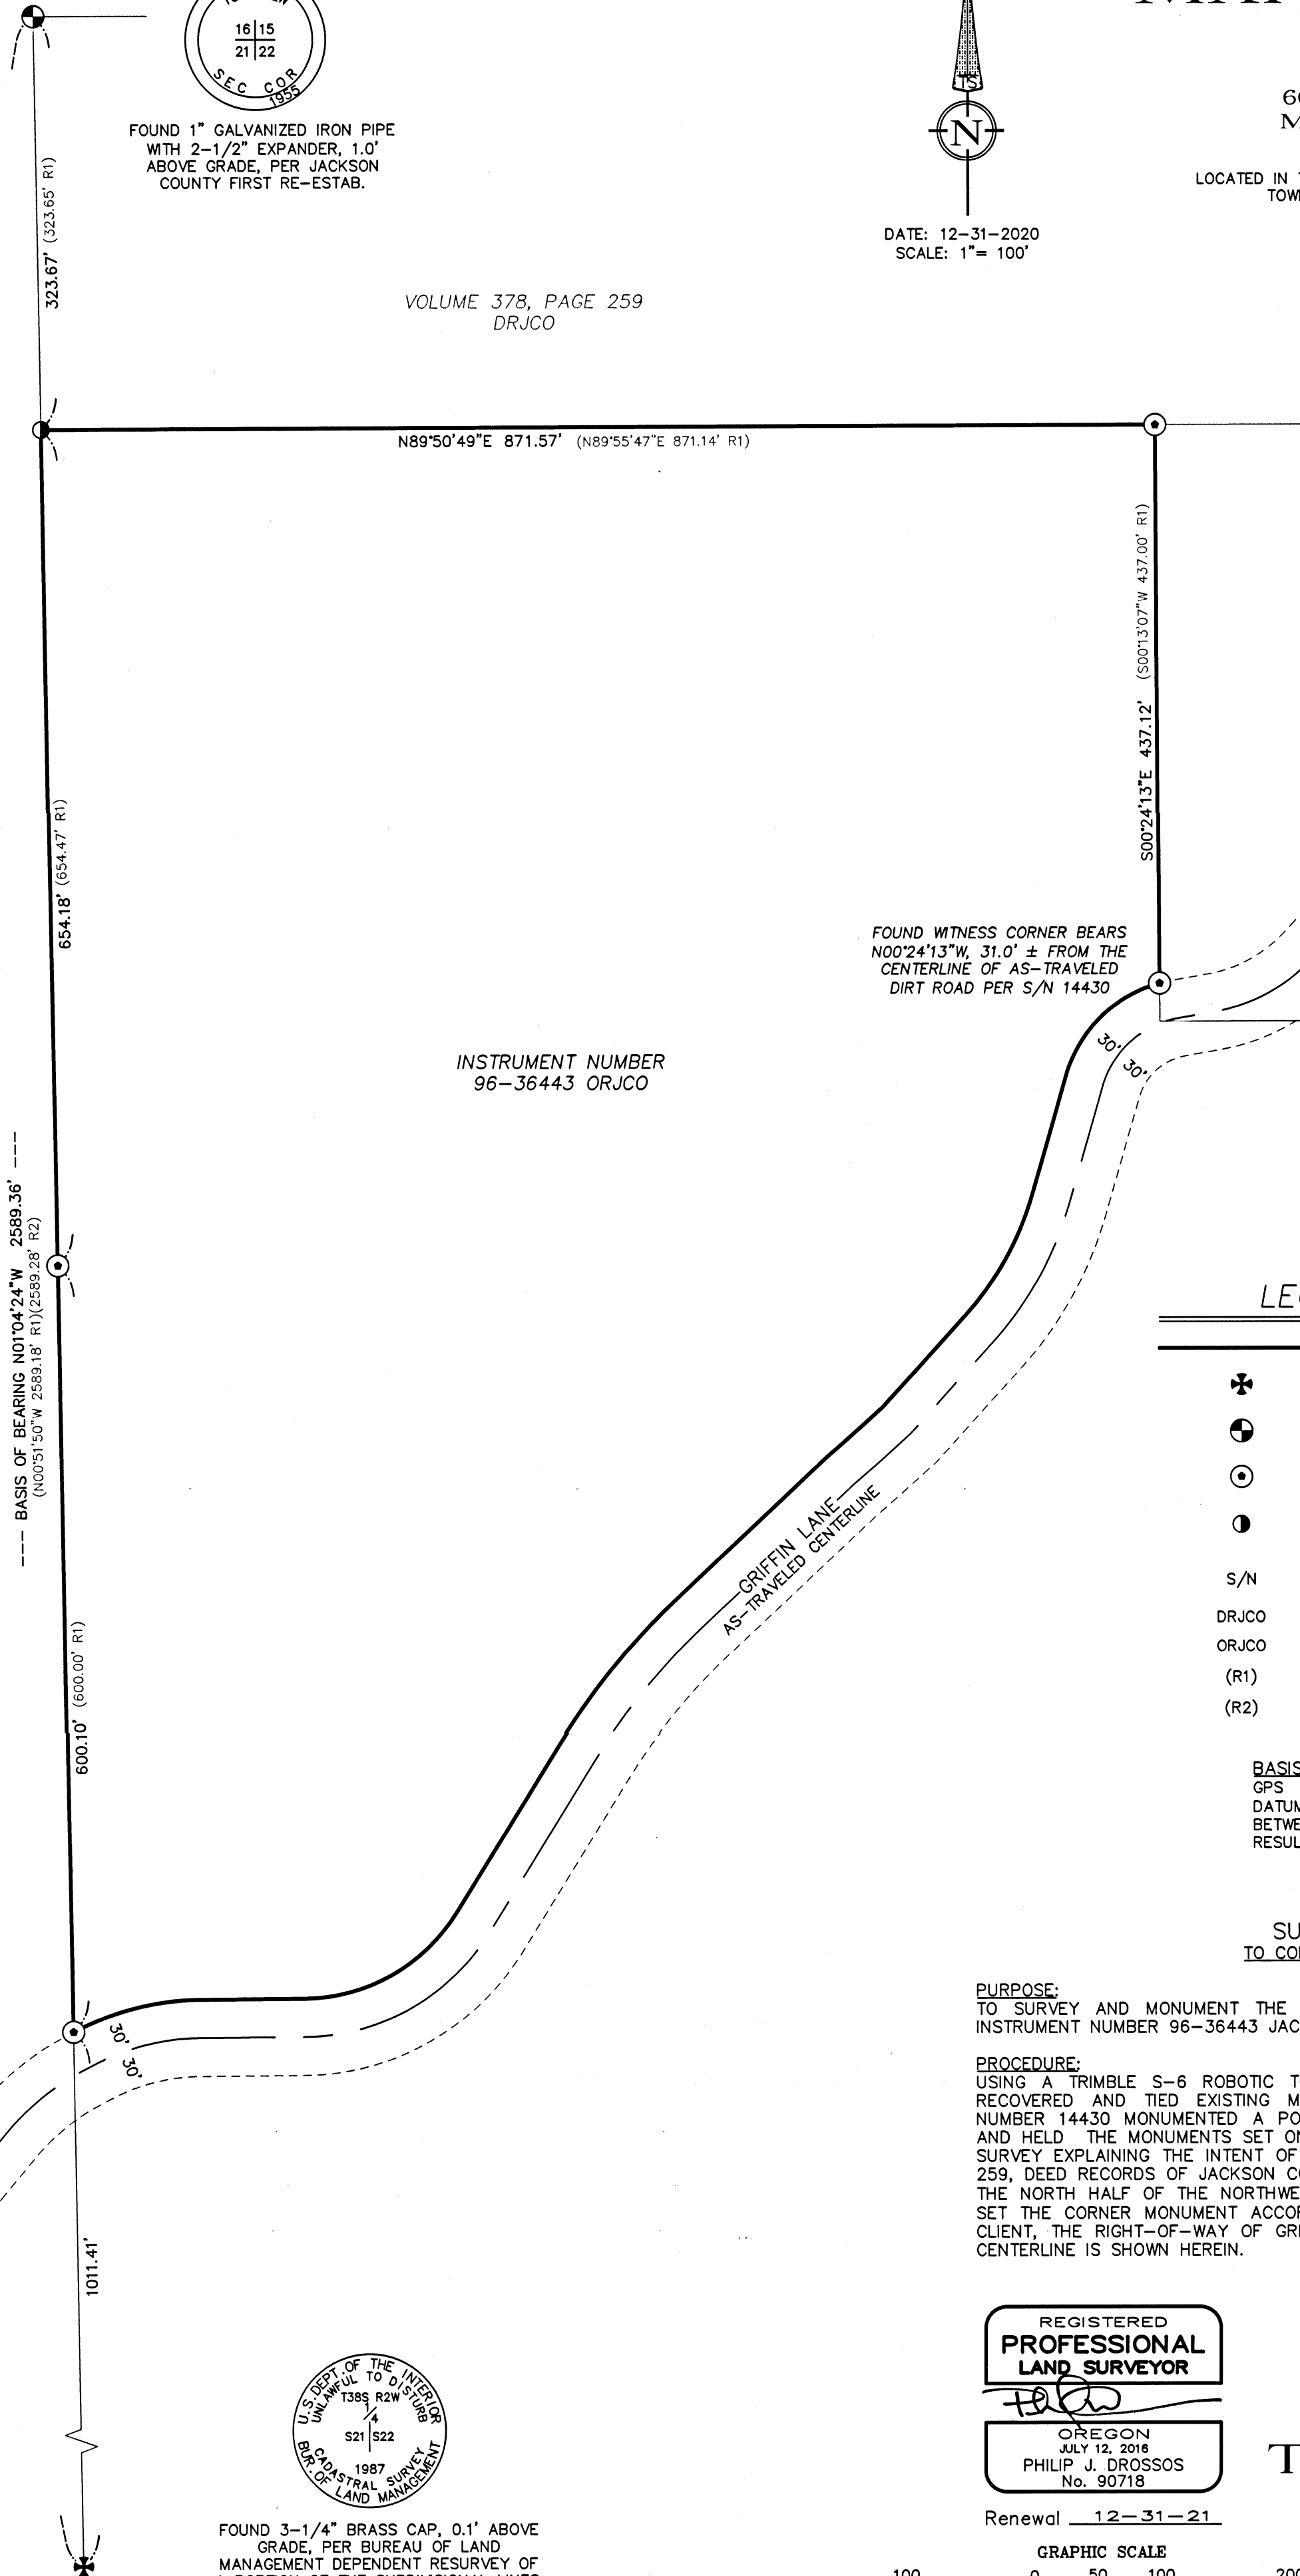 16|15
21|22
SEC COR
1955
FOUND 1" GALVANIZED IRON PIPE
WITH 2-1/2" EXPANDER, 1.0'
ABOVE GRADE, PER JACKSON
COUNTY FIRST RE-ESTAB.
TS
N
DATE: 12-31-2020
SCALE: 1"= 100'
LOCATED IN
323.67' (323.65' R1)
VOLUME 378, PAGE 259
DRJCO
N89°50'49"E 871.57' (N89°55'47"E 871.14' R1)
S00°24'13"E 437.12' (S00°13'07"W 437.00' R1)
654.18' (654.47' R1)
FOUND WITNESS CORNER BEARS
N00°24'13"W, 31.0' ± FROM THE
CENTERLINE OF AS-TRAVELED
DIRT ROAD PER S/N 14430
30'
30'
INSTRUMENT NUMBER
96-36443 ORJCO
--- BASIS OF BEARING N01°04'24"W 2589.36' ---
(N00°51'50"W 2589.18' R1)(2589.28' R2)
GRIFFIN LANE
AS-TRAVELED CENTERLINE
S/N
DRJCO
ORJCO
(R1)
(R2)
600.10' (600.00' R1)
BASIS
GPS
DATUM
30'
30'
PURPOSE:
TO SURVEY AND MONUMENT THE
INSTRUMENT NUMBER 96-36443 JAC
PROCEDURE:
USING A TRIMBLE S-6 ROBOTIC
RECOVERED AND TIED EXISTING
NUMBER 14430 MONUMENTED A
AND HELD THE MONUMENTS SET
SURVEY EXPLAINING THE INTENT OF
259, DEED RECORDS OF JACKSON
THE NORTH HALF OF THE
SET THE CORNER MONUMENT
CLIENT, THE RIGHT-OF-WAY OF
CENTERLINE IS SHOWN HEREIN.
1011.41'
REGISTERED
PROFESSIONAL
LAND SURVEYOR
OREGON
JULY 12, 2016
PHILIP J. DROSSOS
No. 90718
Renewal 12-31-21
U.S. DEPT. OF THE INTERIOR
UNLAWFUL TO DISTURB
T38S R2W
1/4
S21 | S22
1987
CADASTRAL SURVEY
BUR. OF LAND MANAGEMENT
FOUND 3-1/4" BRASS CAP, 0.1' ABOVE
GRADE, PER BUREAU OF LAND
MANAGEMENT DEPENDENT RESURVEY OF
GRAPHIC SCALE
100 0 50 100 200